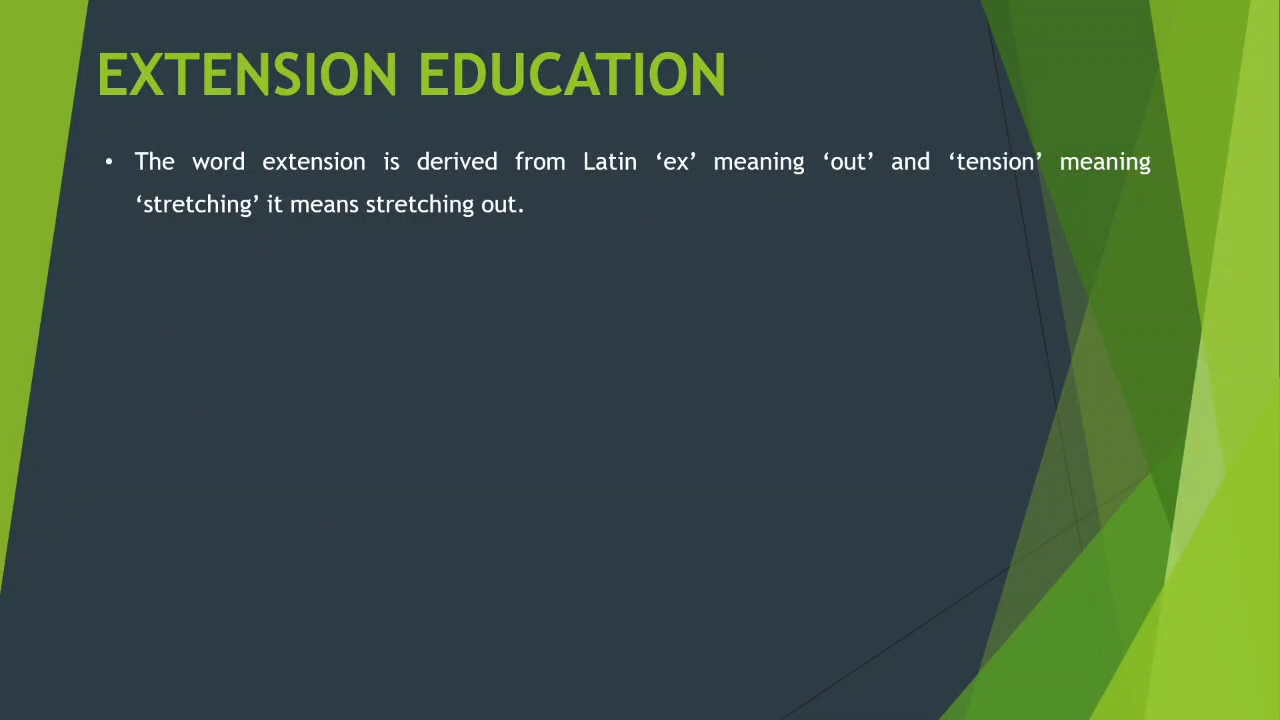 EXTENSION EDUCATION
• The word extension is derived from Latin ‘ex’ meaning ‘out’ and ‘tension’ meaning
‘stretching’ it means stretching out.